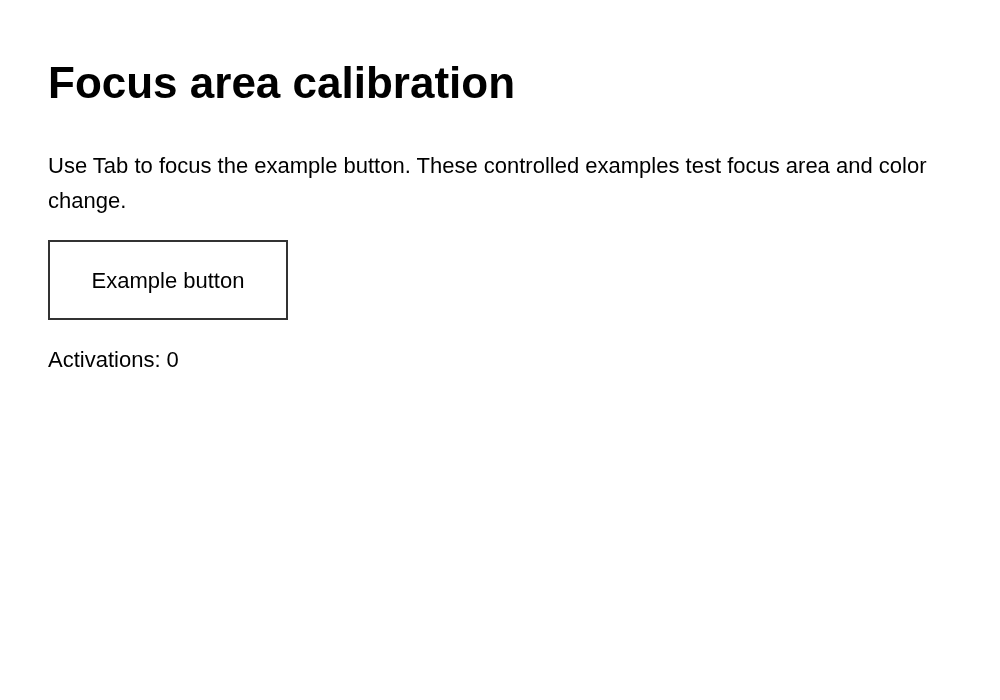 Focus area calibration
Use Tab to focus the example button. These controlled examples test focus area and color
change.
Example button
Activations: 0